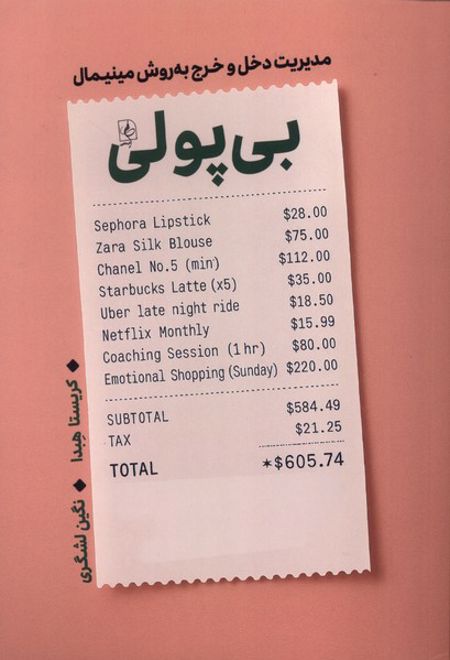 مدیریت دخل و خرج به روش مینیمال
بی‌پولی
Sephora Lipstick $28.00
Zara Silk Blouse $75.00
Chanel No.5 (min) $112.00
Starbucks Latte (x5) $35.00
Uber late night ride $18.50
Netflix Monthly $15.99
Coaching Session (1 hr) $80.00
Emotional Shopping (Sunday) $220.00
SUBTOTAL $584.49
TAX $21.25
TOTAL *$605.74
کریستا هبدا ◆ نگین لشگری